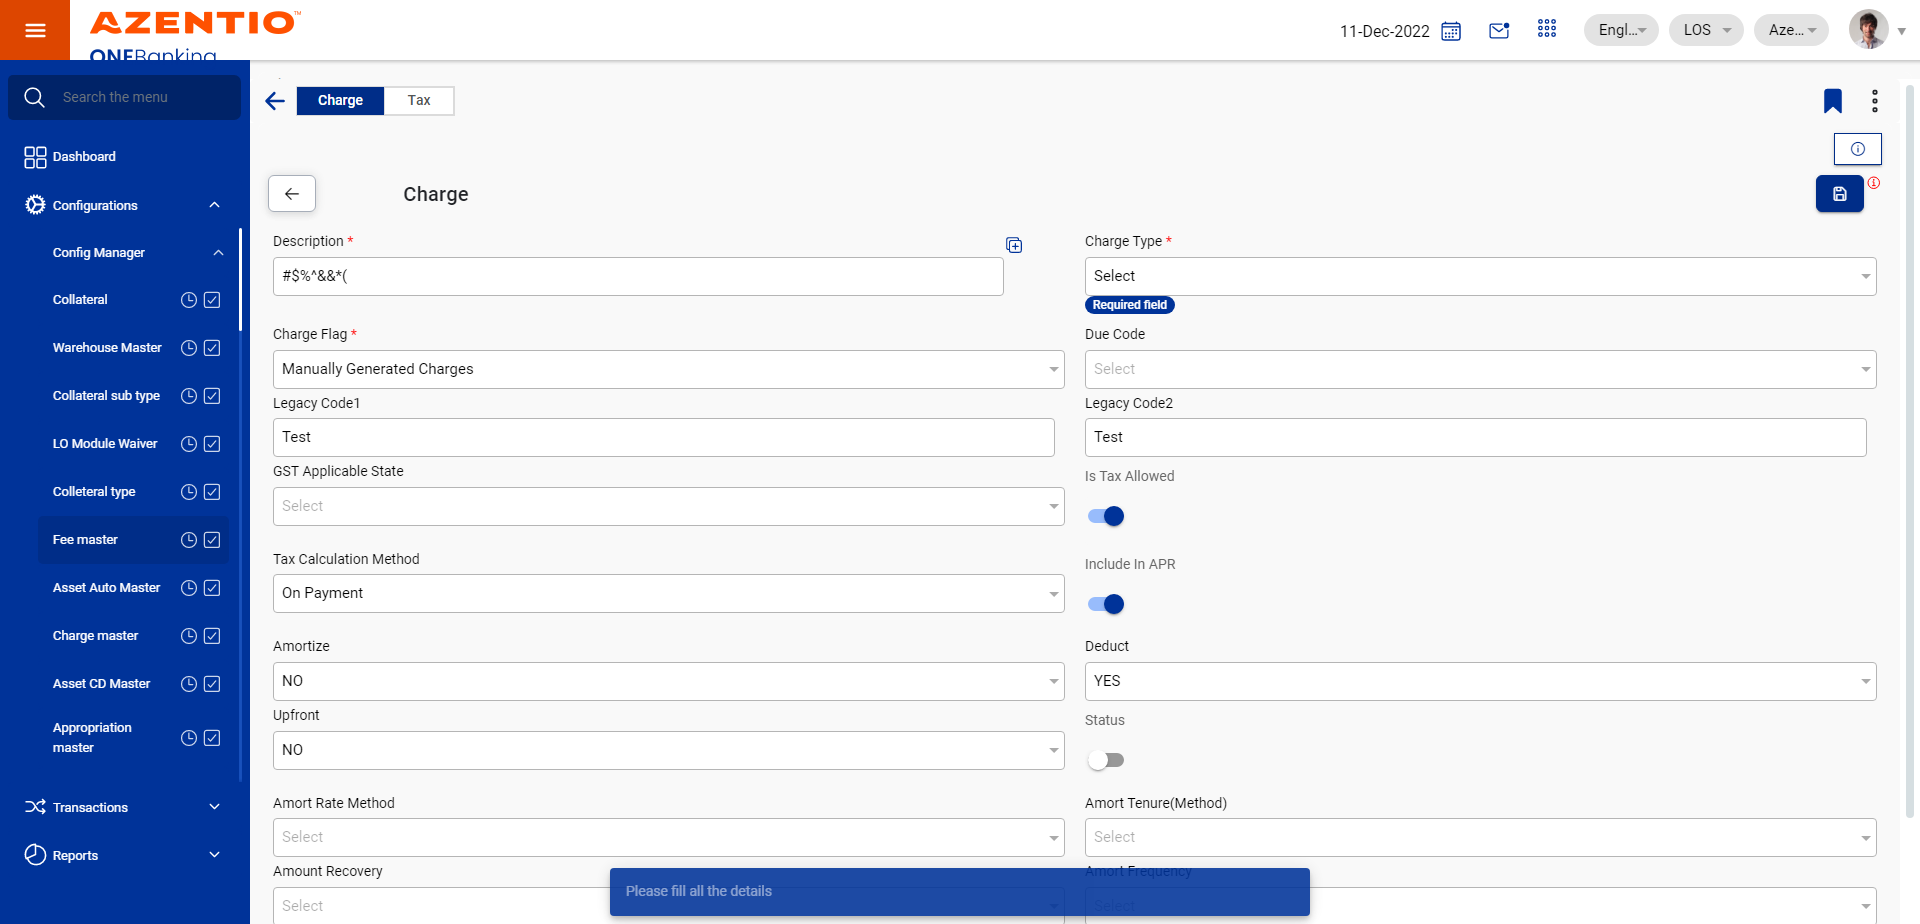 AZENTIO™
ONEBanking
11-Dec-2022
Engl...
LOS
Aze...
Search the menu
Dashboard
Configurations
Config Manager
Collateral
Warehouse Master
Collateral sub type
LO Module Waiver
Colleteral type
Fee master
Asset Auto Master
Charge master
Asset CD Master
Appropriation
master
Transactions
Reports
Charge
Tax
Charge
Description *
#$%^&&*(
Charge Type *
Select
Required field
Charge Flag *
Manually Generated Charges
Due Code
Select
Legacy Code1
Test
Legacy Code2
Test
GST Applicable State
Select
Is Tax Allowed
Tax Calculation Method
On Payment
Include In APR
Amortize
NO
Deduct
YES
Upfront
NO
Status
Amort Rate Method
Select
Amort Tenure(Method)
Select
Amount Recovery
Select
Amort Frequency
Select
Please fill all the details